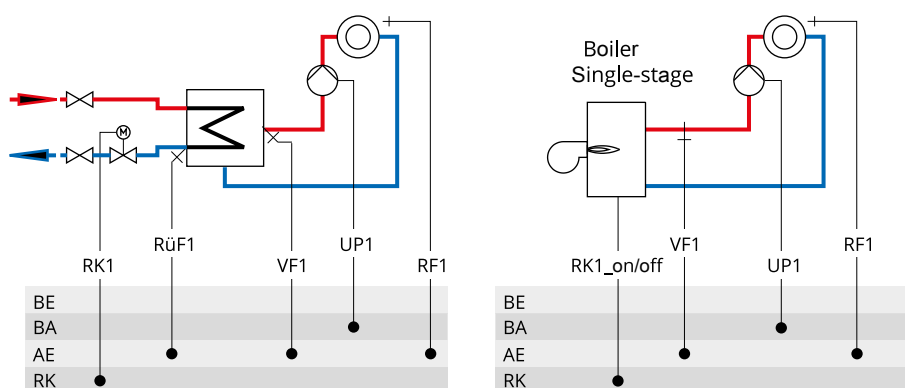 Boiler
Single-stage
M
RüF1 UP1 VF1 RF1
RK1 VF1 RF1 RK1_on/off UP1
BE BE
BA BA
AE AE
RK RK